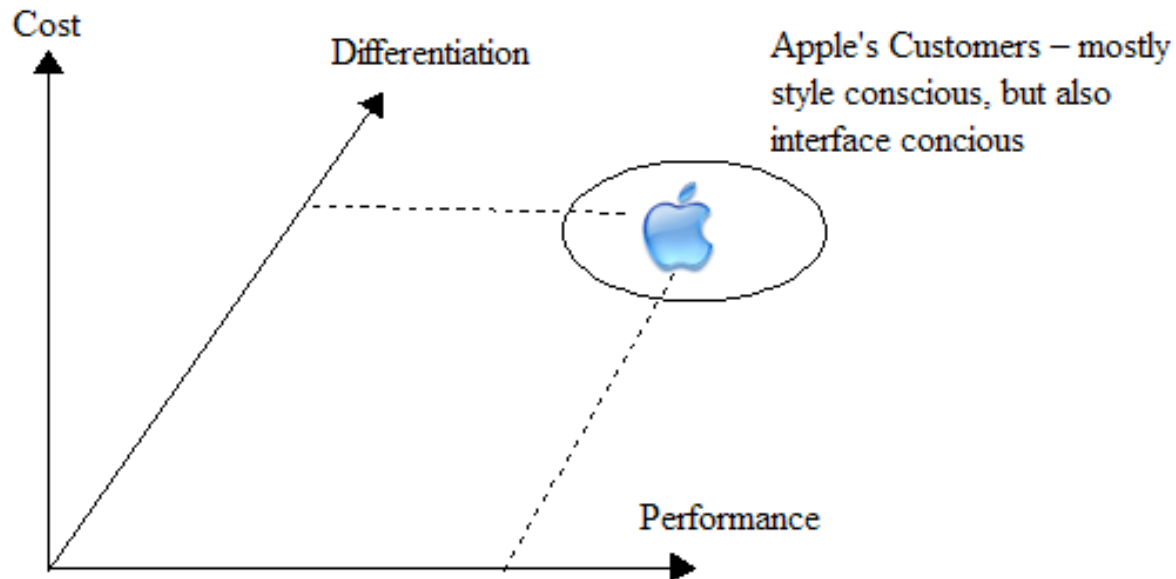 Cost
Differentiation
Apple's Customers – mostly
style conscious, but also
interface concious
Performance